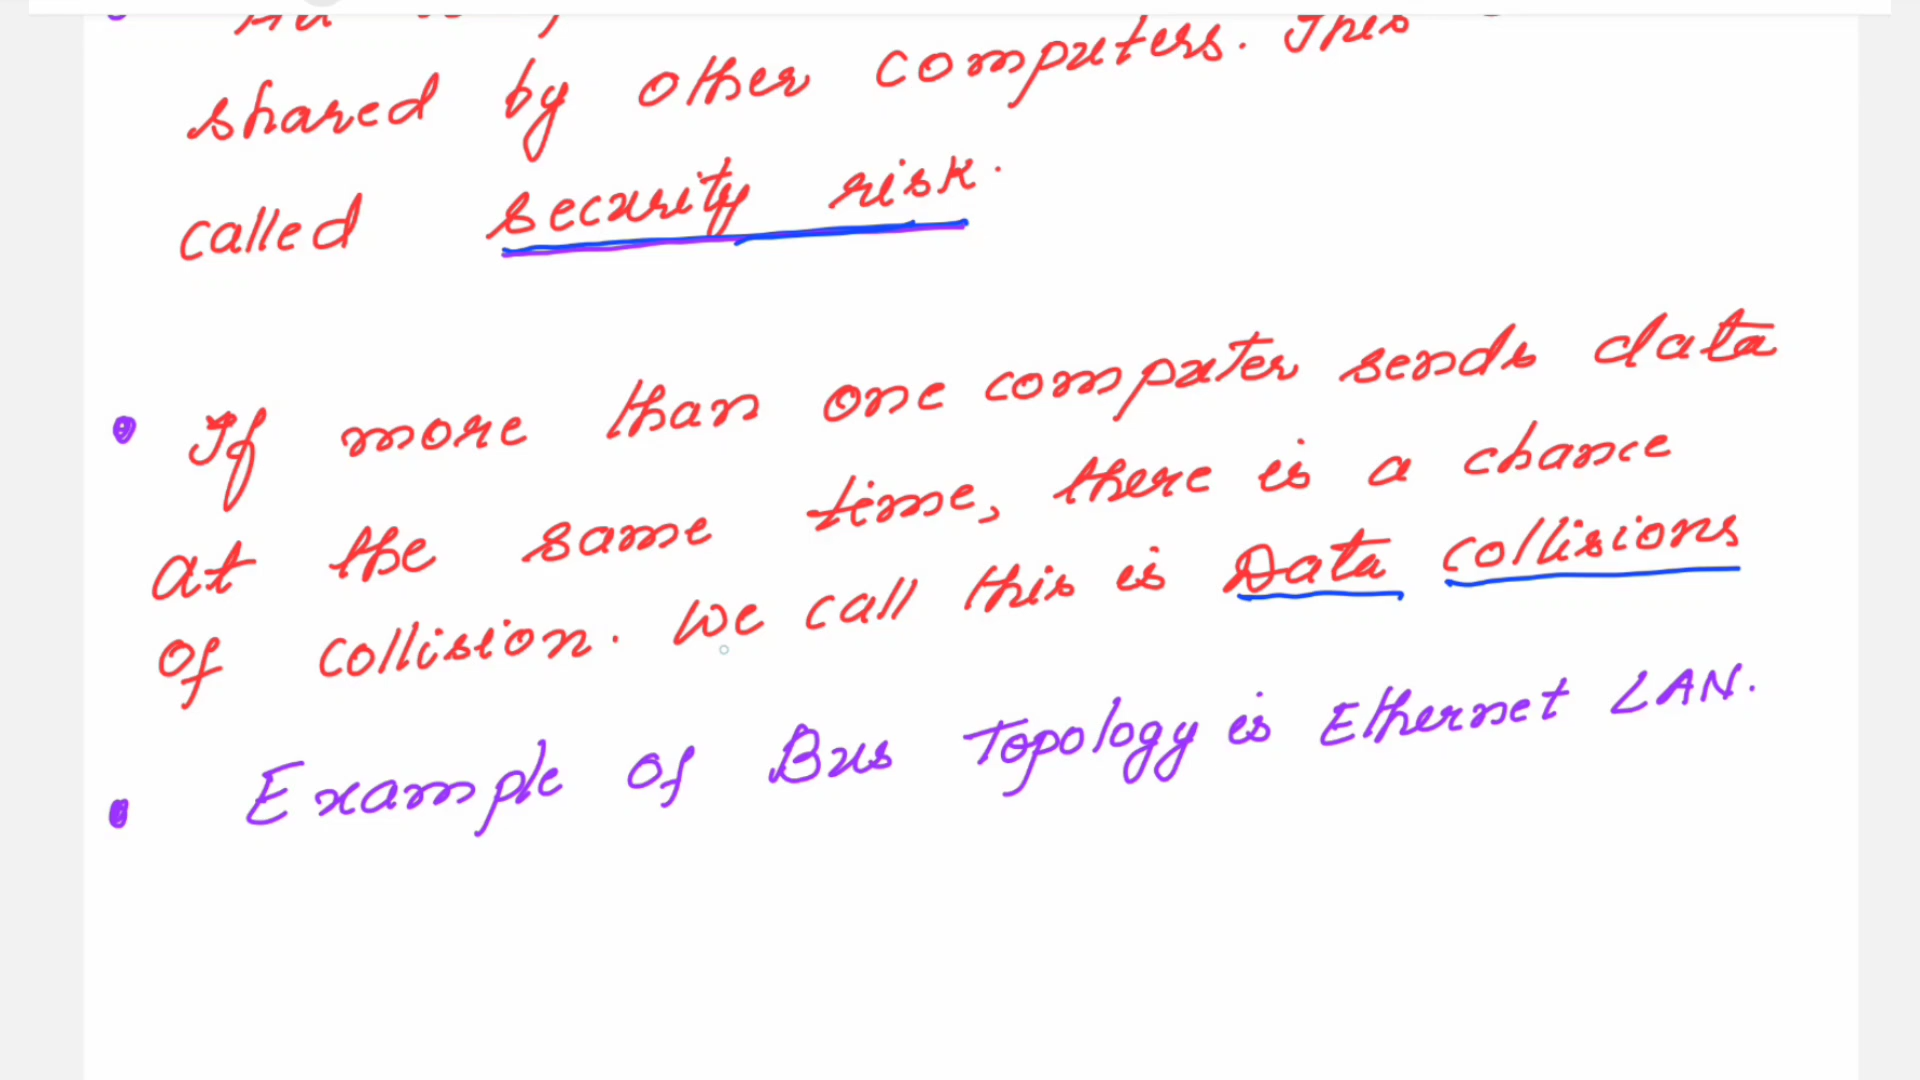 shared by other computers. This
called security risk.
If more than one computer sends data
at the same time, there is a chance
of collision. We call this is Data collisions
Example of Bus Topology is Ethernet LAN.